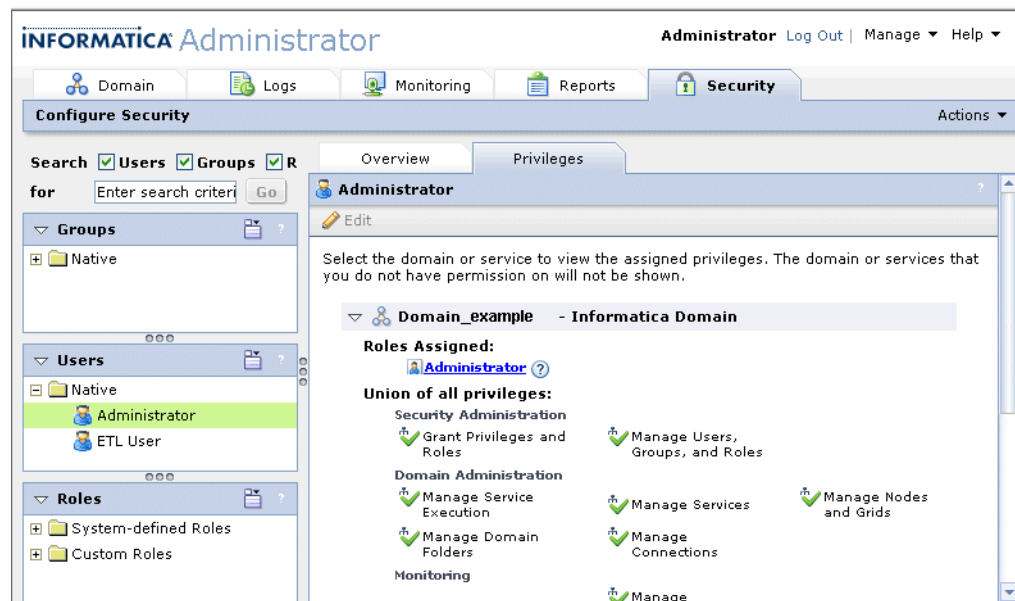 INFORMATICA Administrator
Administrator Log Out | Manage Help
Domain Logs Monitoring Reports Security
Configure Security
Actions
Search Users Groups R
for Enter search criteri Go
Groups ?
Native
Users ?
Native
Administrator
ETL User
Roles ?
System-defined Roles
Custom Roles
Overview Privileges
Administrator ?
Edit
Select the domain or service to view the assigned privileges. The domain or services that
you do not have permission on will not be shown.
Domain_example - Informatica Domain
Roles Assigned:
Administrator ?
Union of all privileges:
Security Administration
Grant Privileges and
Roles
Manage Users,
Groups, and Roles
Domain Administration
Manage Service
Execution
Manage Services
Manage Nodes
and Grids
Manage Domain
Folders
Manage
Connections
Monitoring
Manage